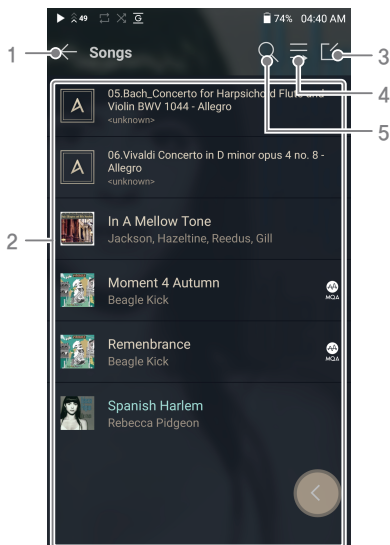 49 G 74% 04:40 AM
1 Songs 3
4
5
05.Bach_Concerto for Harpsichord Flute and
Violin BWV 1044 - Allegro
<unknown>
06.Vivaldi Concerto in D minor opus 4 no. 8 -
Allegro
<unknown>
In A Mellow Tone
Jackson, Hazeltine, Reedus, Gill
2
Moment 4 Autumn
Beagle Kick
MQA
Remenbrance
Beagle Kick
MQA
Spanish Harlem
Rebecca Pidgeon